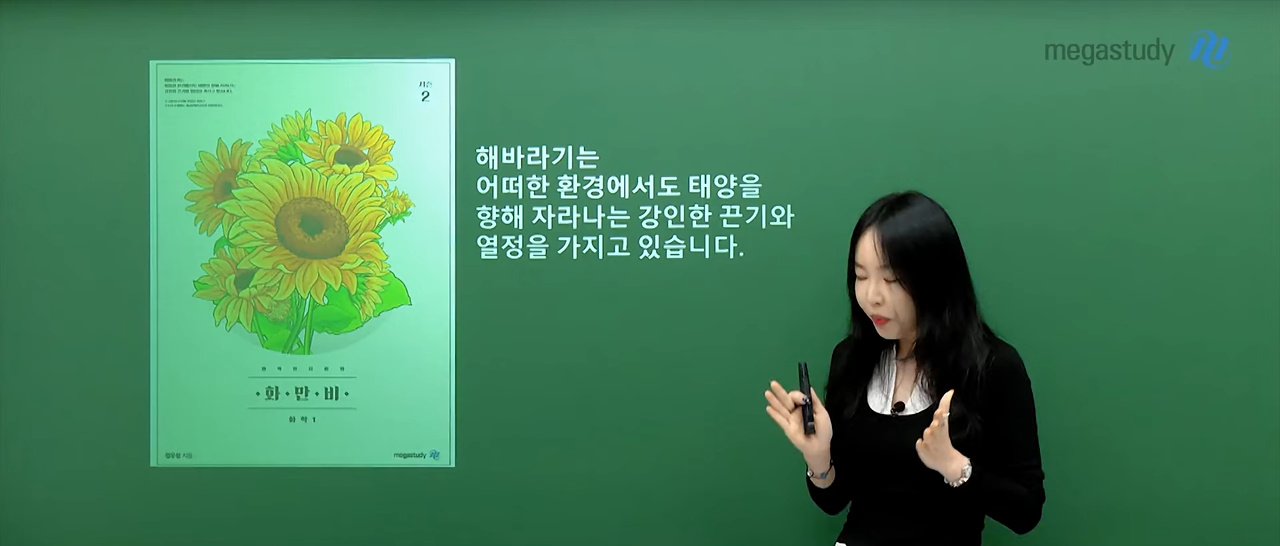 megastudy
시즌
2
해바라기는
어떠한 환경에서도 태양을
향해 자라나는 강인한 끈기와
열정을 가지고 있습니다.
화·만·비
화학1
megastudy